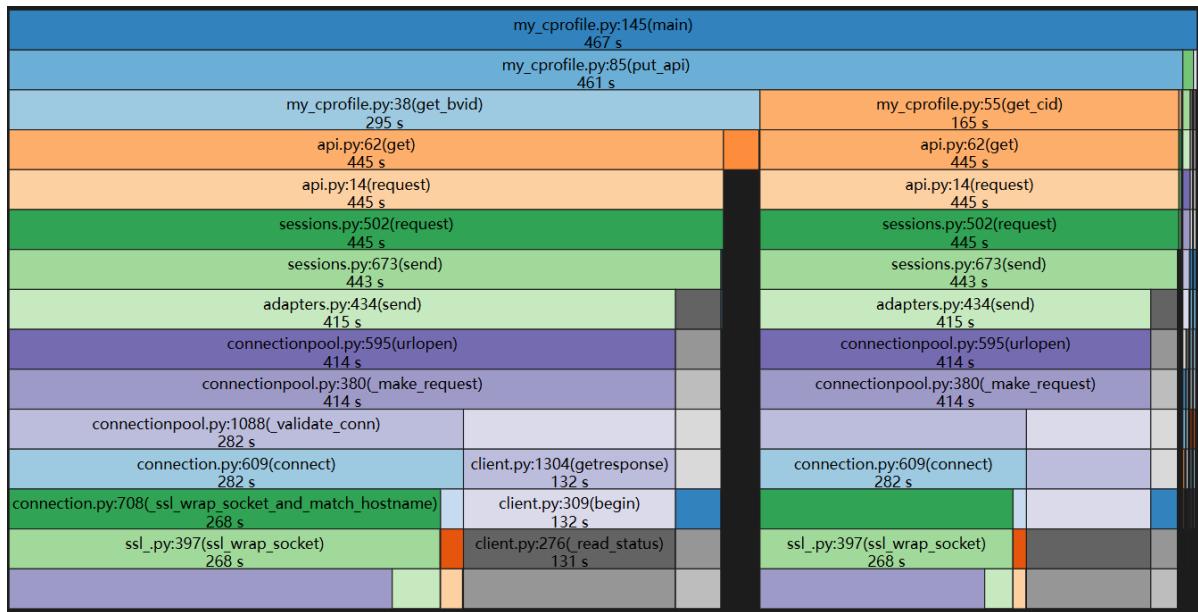 my_cprofile.py:145(main)
467 s
my_cprofile.py:85(put_api)
461 s
my_cprofile.py:38(get_bvid)
295 s
my_cprofile.py:55(get_cid)
165 s
api.py:62(get)
445 s
api.py:62(get)
445 s
api.py:14(request)
445 s
api.py:14(request)
445 s
sessions.py:502(request)
445 s
sessions.py:502(request)
445 s
sessions.py:673(send)
443 s
sessions.py:673(send)
443 s
adapters.py:434(send)
415 s
adapters.py:434(send)
415 s
connectionpool.py:595(urlopen)
414 s
connectionpool.py:595(urlopen)
414 s
connectionpool.py:380(_make_request)
414 s
connectionpool.py:380(_make_request)
414 s
connectionpool.py:1088(_validate_conn)
282 s
connection.py:609(connect)
282 s
client.py:1304(getresponse)
132 s
connection.py:609(connect)
282 s
connection.py:708(_ssl_wrap_socket_and_match_hostname)
268 s
client.py:309(begin)
132 s
ssl_.py:397(ssl_wrap_socket)
268 s
client.py:276(_read_status)
131 s
ssl_.py:397(ssl_wrap_socket)
268 s